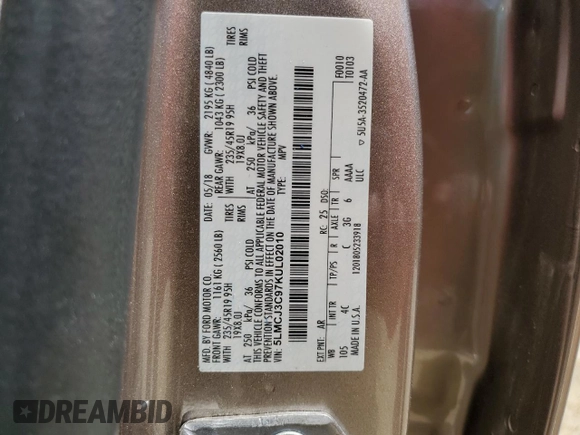 MFD. BY FORD MOTOR CO.
DATE: 05/18 GVWR: 2195 KG ( 4840 LB)
FRONT GAWR: 1161 KG ( 2560 LB) REAR GAWR: 1043 KG ( 2300 LB)
235/45R19 95H TIRES WITH 235/45R19 95H TIRES
19X8.0J RIMS 19X8.0J RIMS
AT 250 kPa/ 36 PSI COLD AT 250 kPa/ 36 PSI COLD
THIS VEHICLE CONFORMS TO ALL APPLICABLE FEDERAL MOTOR VEHICLE SAFETY AND THEFT
PREVENTION STANDARDS IN EFFECT ON THE DATE OF MANUFACTURE SHOWN ABOVE.
VIN: 5LMCJ3C97KUL02010 TYPE: MPV
EXT PNT: AR RC: 25 DSO: F0010
T0103
WB INT TR TP/PS R AXLE TR SPR
105 4C C 3G 6 AAAA
ULC
MADE IN U.S.A. 1201805233918 ▽ 5U5A-3520472-AA
DREAMBID